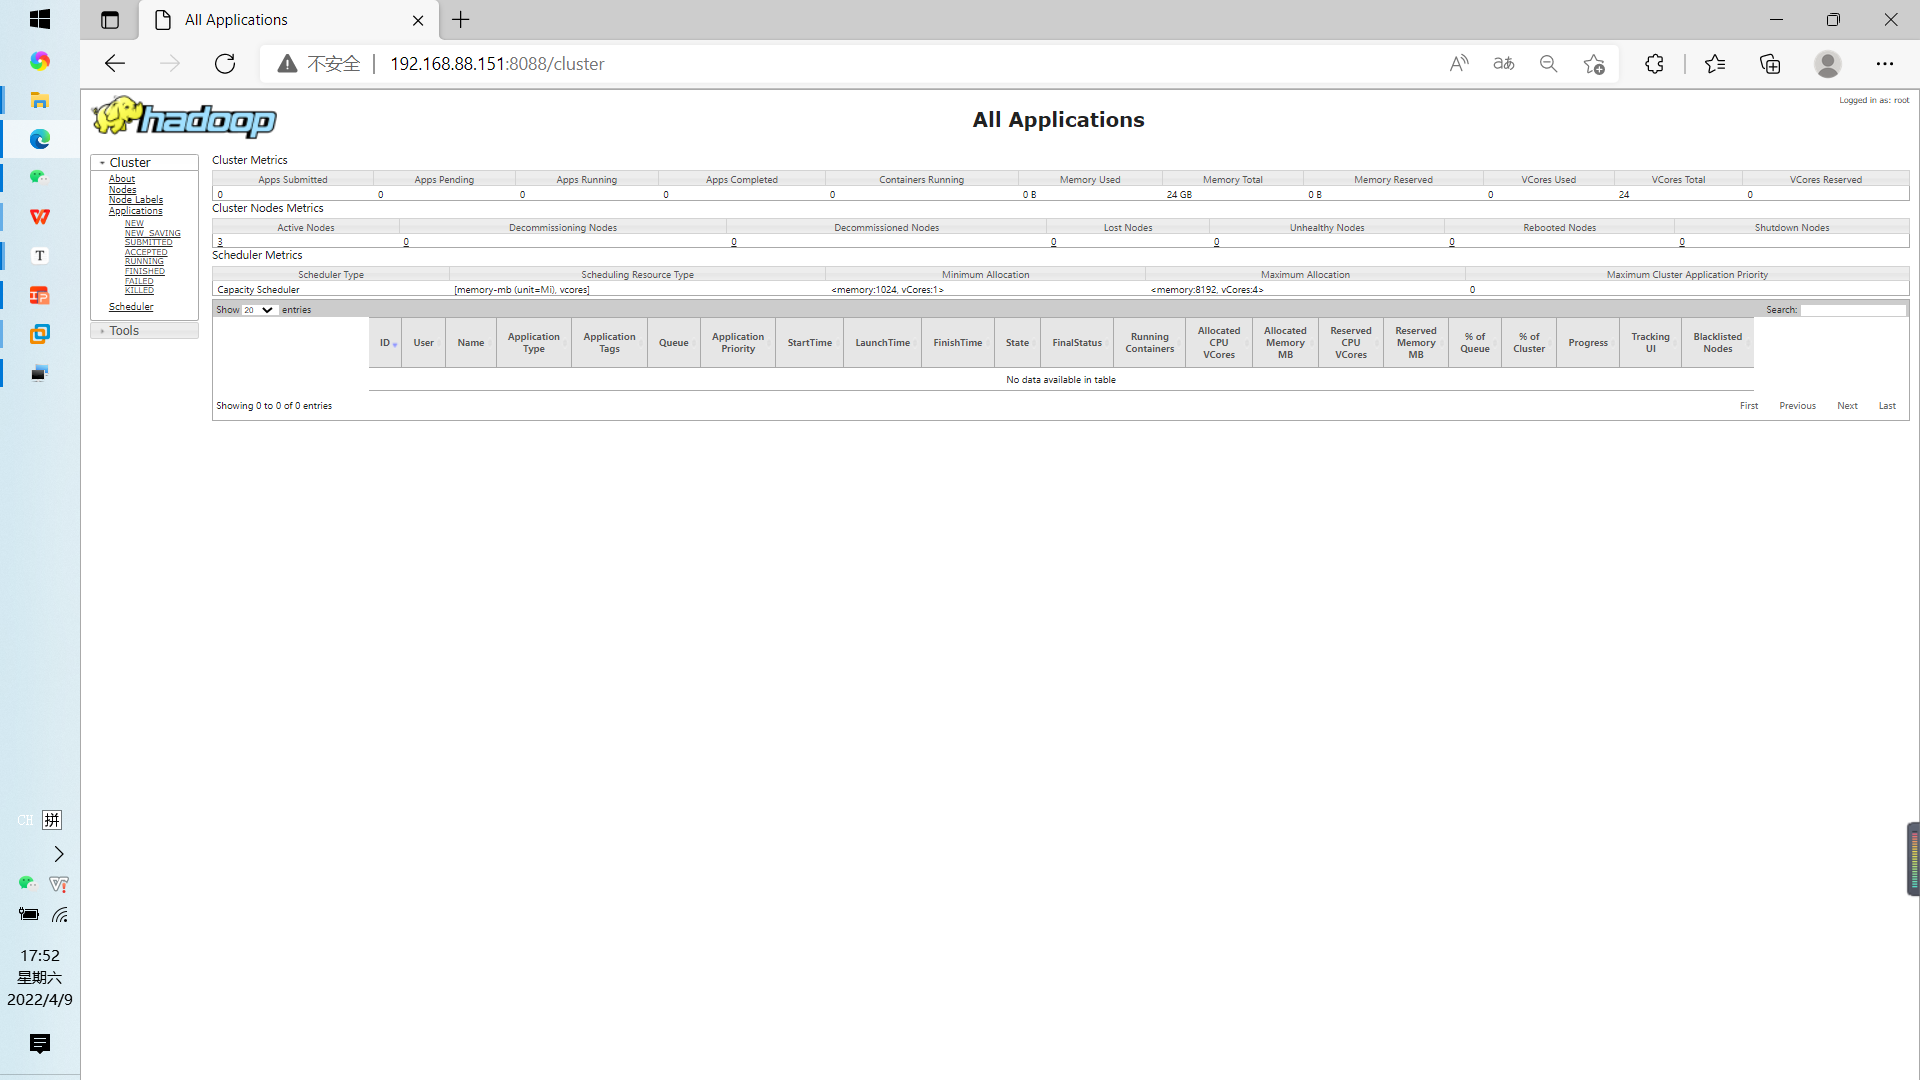 All Applications
不安全 192.168.88.151:8088/cluster
hadoop
All Applications
Logged in as: root
Cluster
About
Nodes
Node Labels
Applications
NEW
NEW_SAVING
SUBMITTED
ACCEPTED
RUNNING
FINISHED
FAILED
KILLED
Scheduler
Tools
Cluster Metrics
Apps Submitted Apps Pending Apps Running Apps Completed Containers Running Memory Used Memory Total Memory Reserved VCores Used VCores Total VCores Reserved
0 0 0 0 0 0 B 24 GB 0 B 0 24 0
Cluster Nodes Metrics
Active Nodes Decommissioning Nodes Decommissioned Nodes Lost Nodes Unhealthy Nodes Rebooted Nodes Shutdown Nodes
3 0 0 0 0 0 0
Scheduler Metrics
Scheduler Type Scheduling Resource Type Minimum Allocation Maximum Allocation Maximum Cluster Application Priority
Capacity Scheduler [memory-mb (unit=Mi), vcores] <memory:1024, vCores:1> <memory:8192, vCores:4> 0
Show 20 entries Search:
ID User Name Application Type Application Tags Queue Application Priority StartTime LaunchTime FinishTime State FinalStatus Running Containers Allocated CPU VCores Allocated Memory MB Reserved CPU VCores Reserved Memory MB % of Queue % of Cluster Progress Tracking UI Blacklisted Nodes
No data available in table
Showing 0 to 0 of 0 entries First Previous Next Last
CH 拼
17:52
星期六
2022/4/9